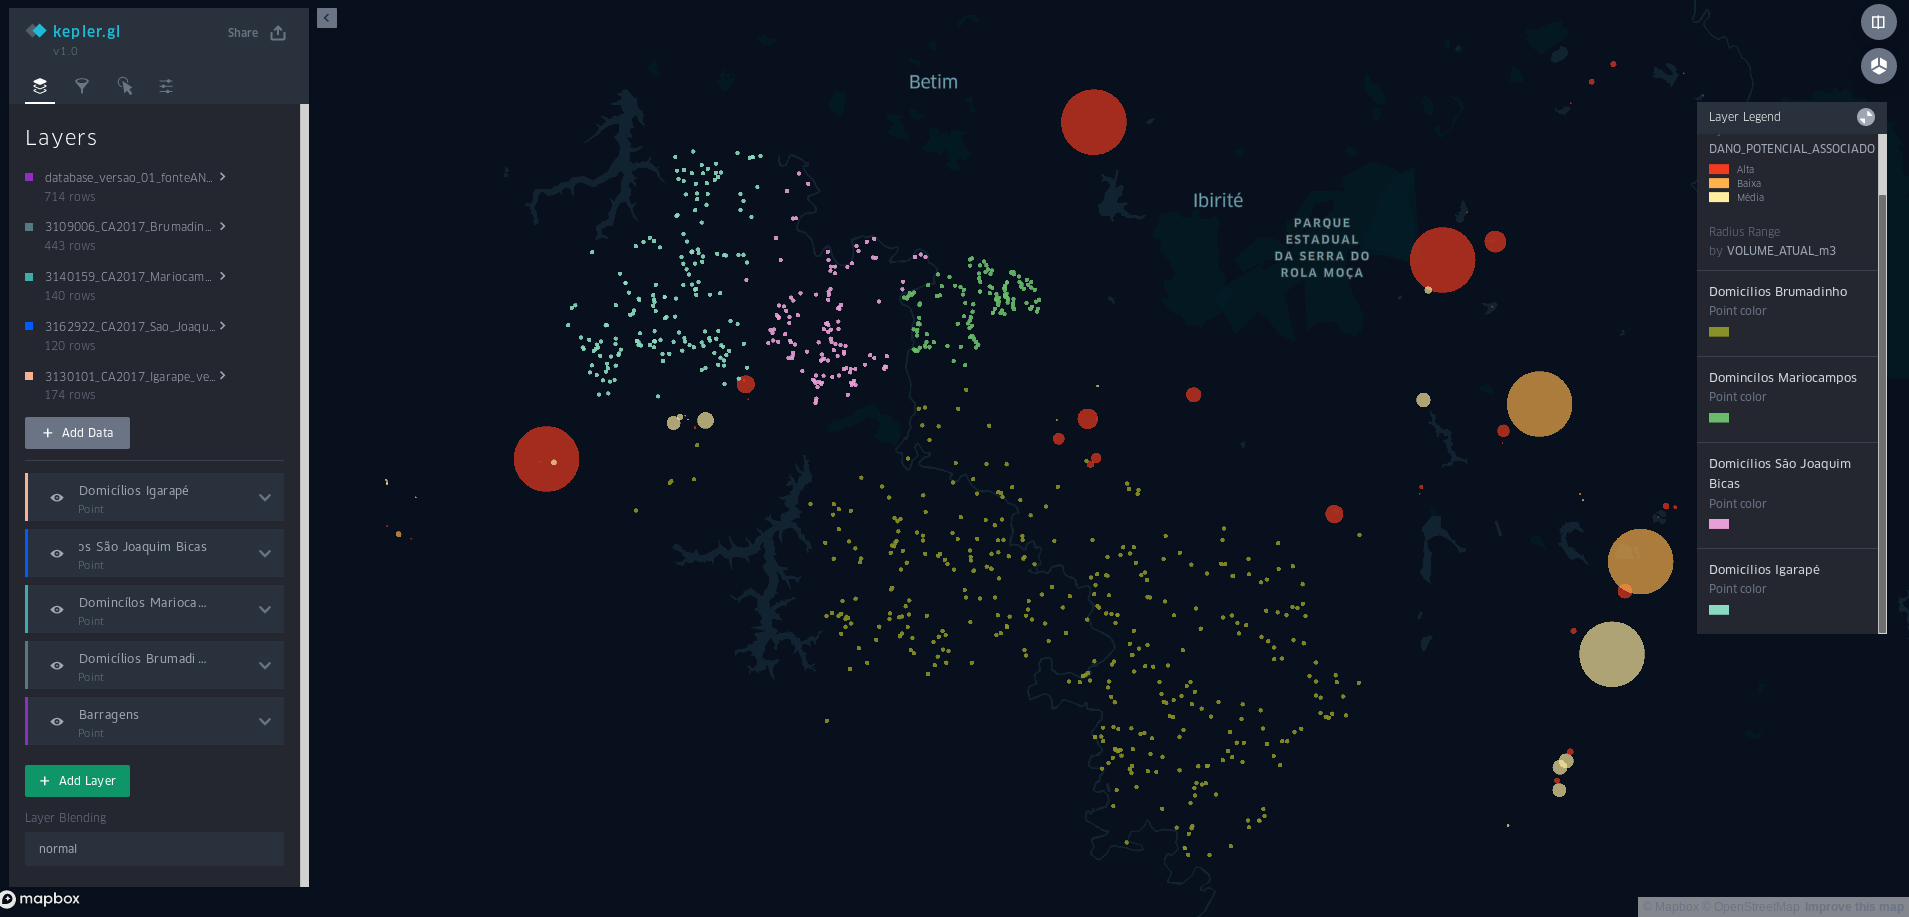 kepler.gl
v1.0
Share
Layers
database_versao_01_fonteAN...
714 rows
3109006_CA2017_Brumadin...
443 rows
3140159_CA2017_Mariocam...
140 rows
3162922_CA2017_Sao_Joaqu...
120 rows
3130101_CA2017_Igarape_ve...
174 rows
+ Add Data
Domicílios Igarapé
Point
os São Joaquim Bicas
Point
Domincílos Marioca...
Point
Domicílios Brumadi...
Point
Barragens
Point
+ Add Layer
Layer Blending
normal
mapbox
Betim
Ibirité
PARQUE
ESTADUAL
DA SERRA DO
ROLA MOÇA
Layer Legend
DANO_POTENCIAL_ASSOCIADO
Alta
Baixa
Média
Radius Range
by VOLUME_ATUAL_m3
Domicílios Brumadinho
Point color
Domincílos Mariocampos
Point color
Domicílios São Joaquim
Bicas
Point color
Domicílios Igarapé
Point color
© Mapbox © OpenStreetMap Improve this map